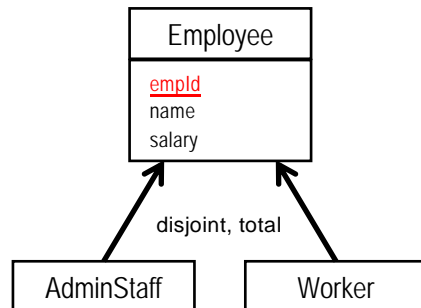 Employee
empId
name
salary
disjoint, total
AdminStaff
Worker